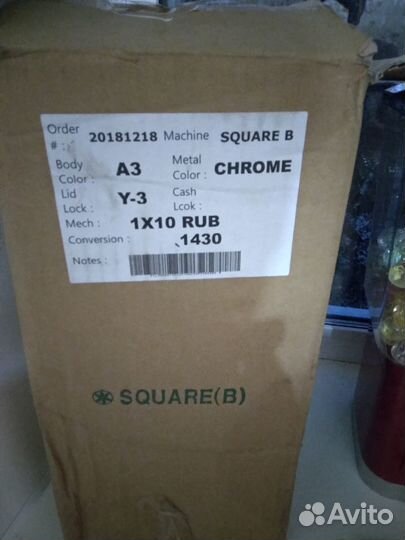 Order # : 20181218 Machine SQUARE B
Body Color : A3 Metal Color : CHROME
Lid Lock : Y-3 Cash Lcok :
Mech : 1X10 RUB
Conversion : 1430
Notes :
SQUARE(B)
Avito